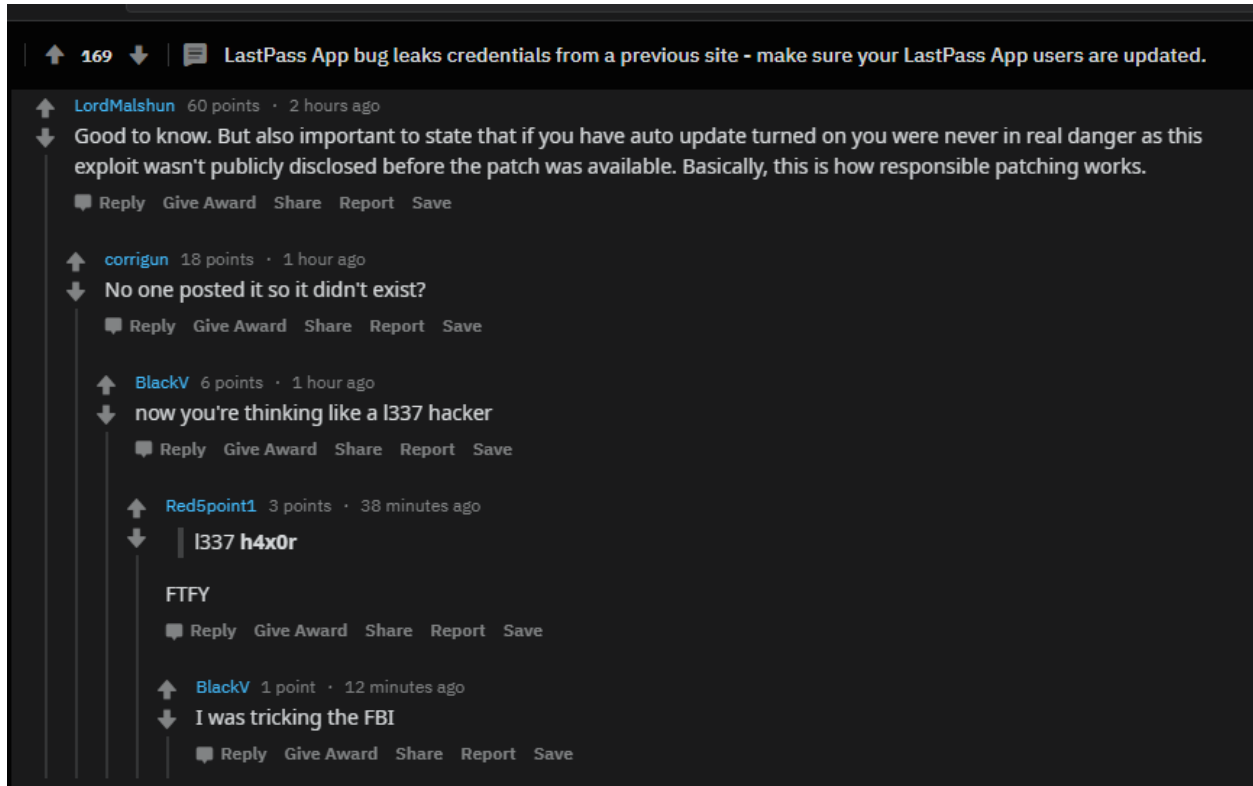 169 LastPass App bug leaks credentials from a previous site - make sure your LastPass App users are updated.
LordMalshun 60 points · 2 hours ago
Good to know. But also important to state that if you have auto update turned on you were never in real danger as this
exploit wasn't publicly disclosed before the patch was available. Basically, this is how responsible patching works.
Reply Give Award Share Report Save
corrigun 18 points · 1 hour ago
No one posted it so it didn't exist?
Reply Give Award Share Report Save
BlackV 6 points · 1 hour ago
now you're thinking like a l337 hacker
Reply Give Award Share Report Save
Red5point1 3 points · 38 minutes ago
l337 h4x0r
FTFY
Reply Give Award Share Report Save
BlackV 1 point · 12 minutes ago
I was tricking the FBI
Reply Give Award Share Report Save